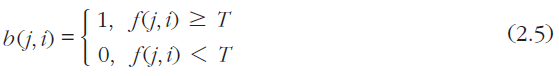 b(j,i) = { 1, f(j,i) ≥ T
0, f(j,i) < T (2.5)